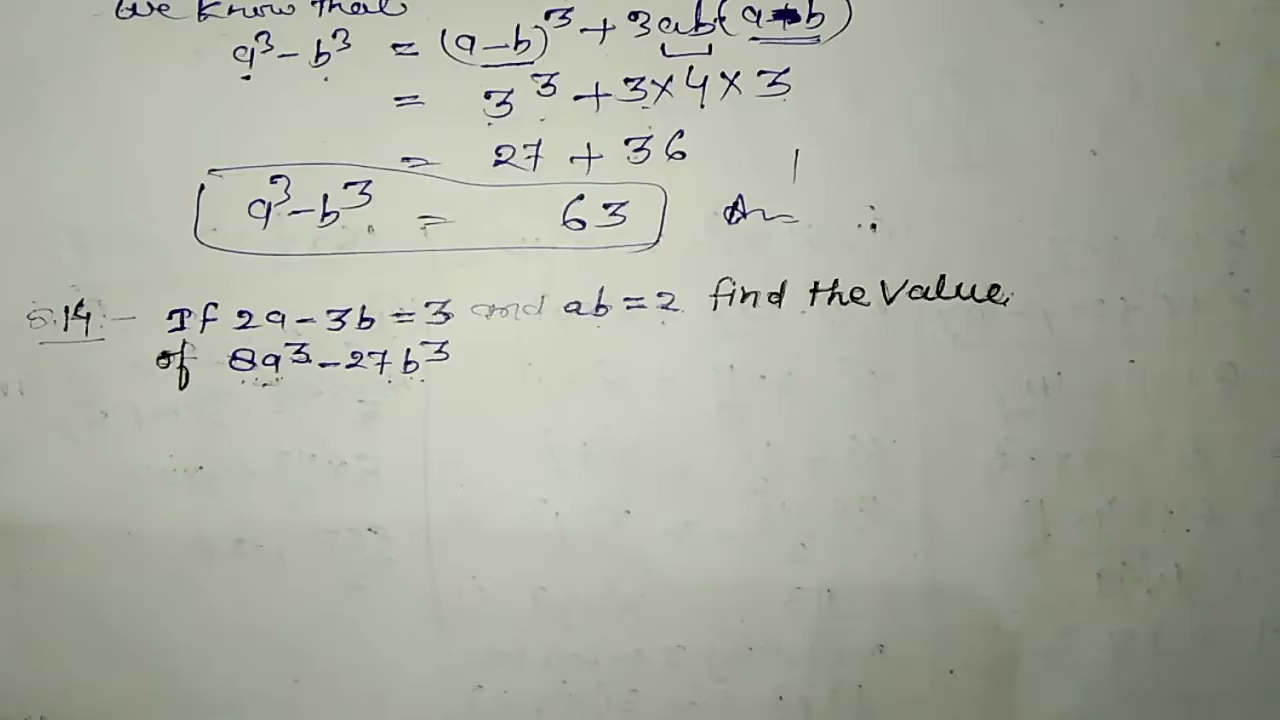 We know that
a³-b³ = (a-b)³ + 3ab(a-b)
= 3³ + 3×4×3
= 27 + 36
a³-b³ = 63 Ans
14:- If 2a-3b=3 and ab=2 find the value
of 8a³-27b³